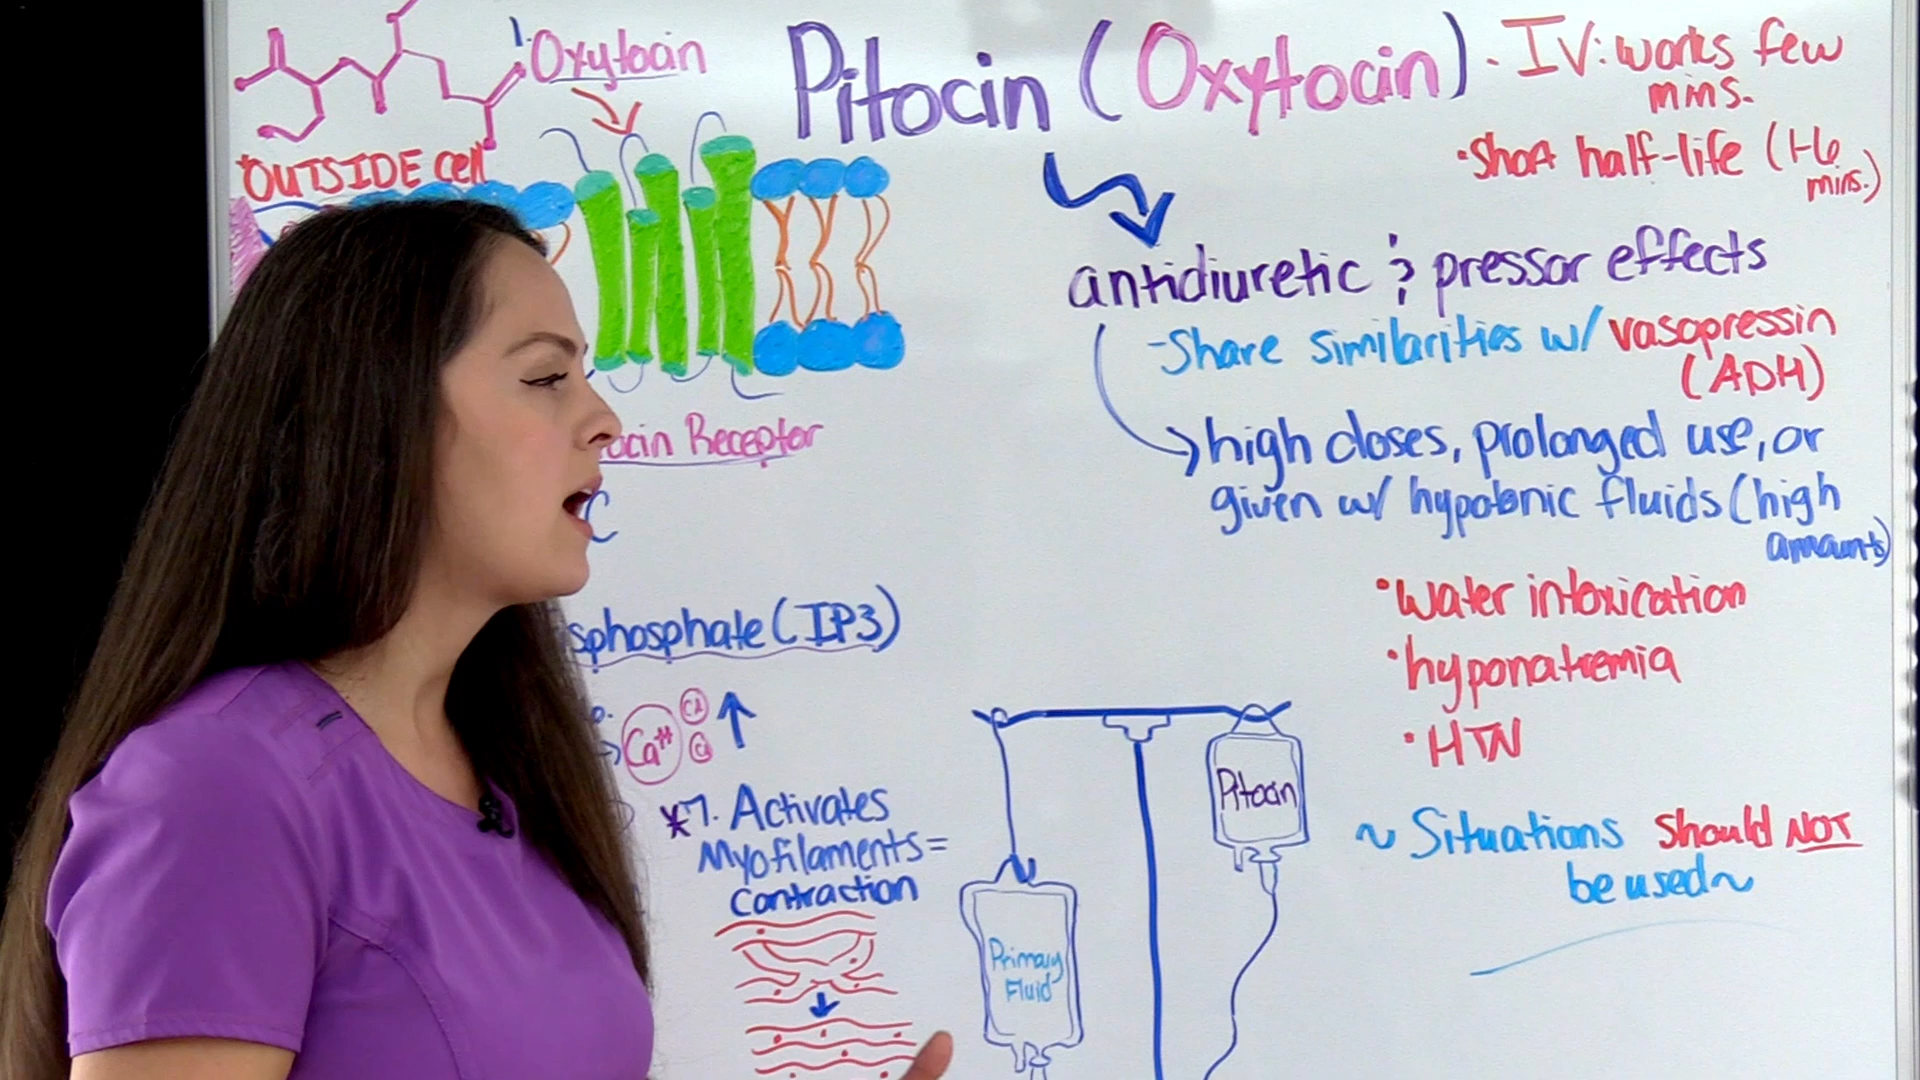 1. Oxytocin
OUTSIDE cell
Pitocin (Oxytocin)
• IV: works few
mins.
• Short half-life (1-6
mins.)
antidiuretic & pressor effects
- Share similarities w/ vasopressin
(ADH)
high doses, prolonged use, or
given w/ hypotonic fluids (high
amounts)
• Water intoxication
• hyponatremia
• HTN
~ Situations Should NOT
be used ~
ocin Receptor
C
sphosphate (IP3)
Ca++
*7. Activates
Myofilaments =
Contraction
Pitocin
Primary
Fluid